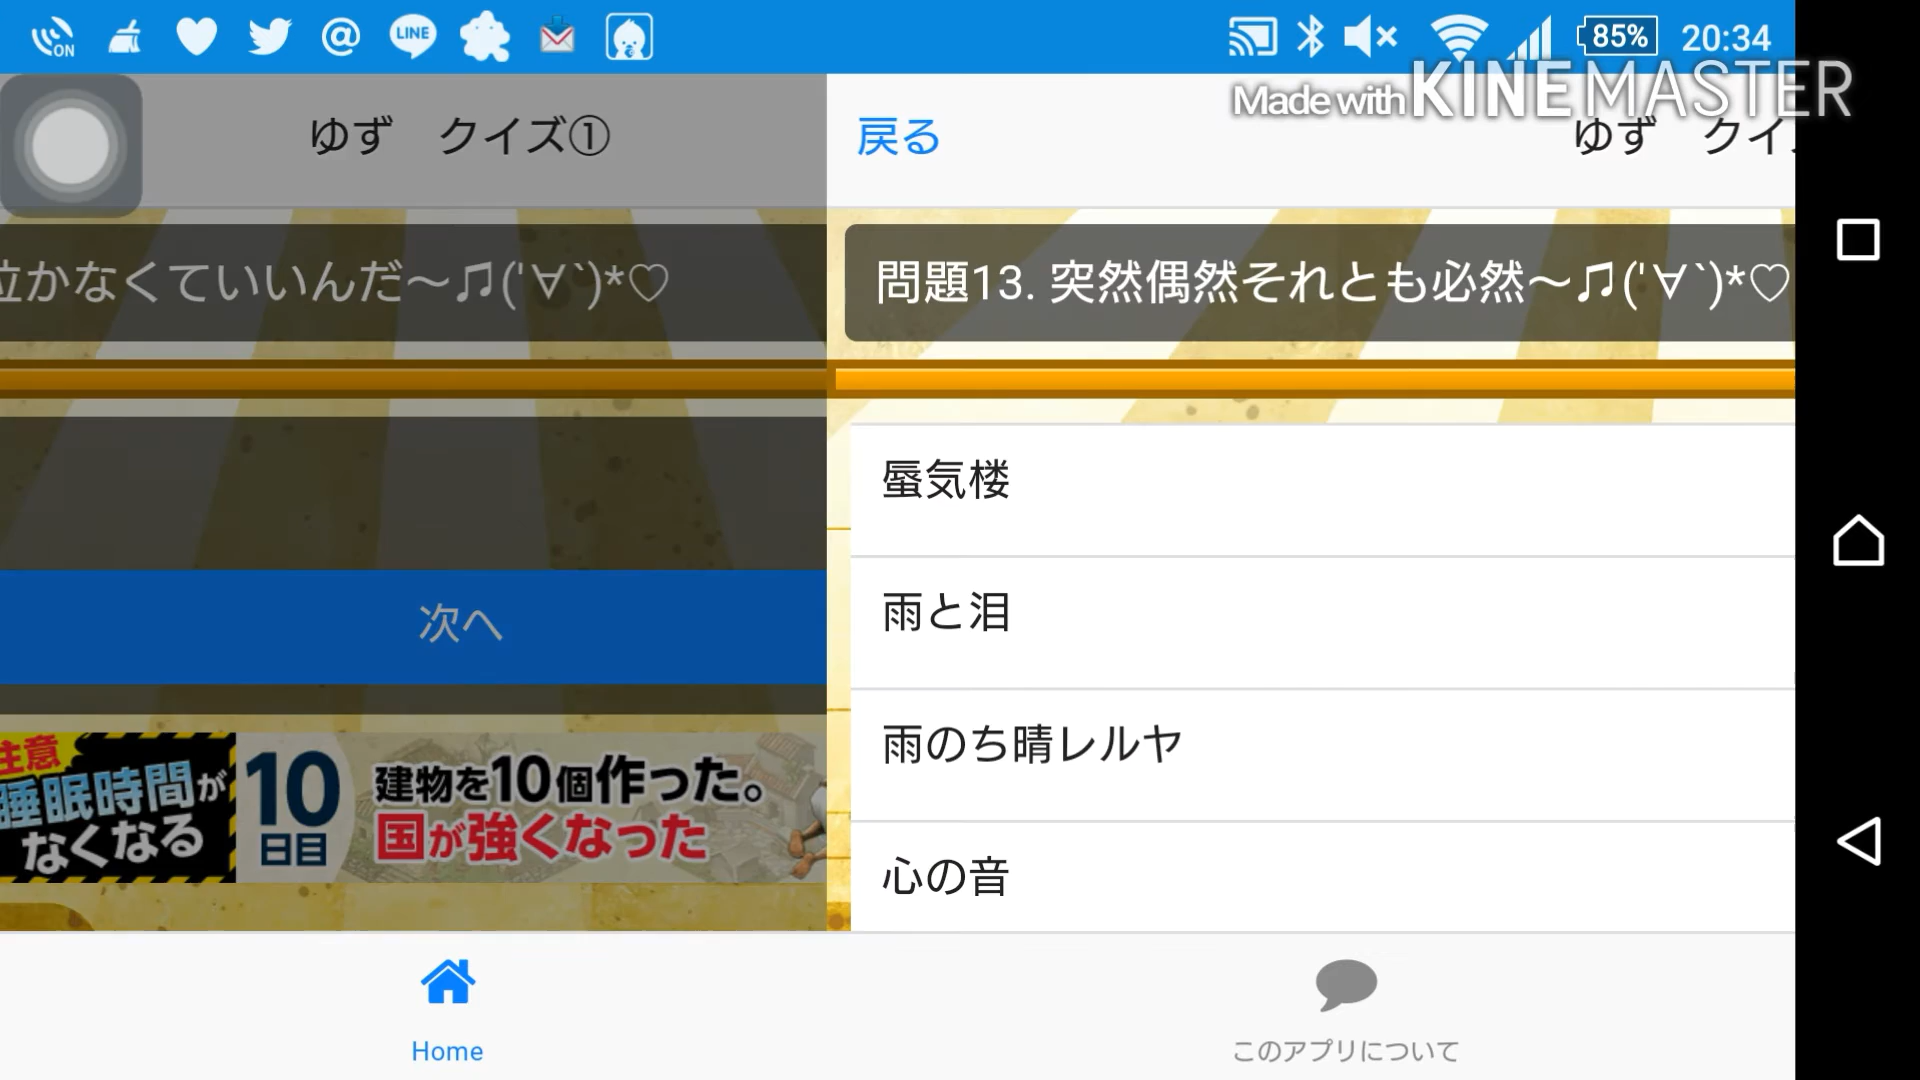 ON
LINE
85%
20:34
Made with KINEMASTER
ゆず　クイズ①
戻る
ゆず　クイ
泣かなくていいんだ～♫('∀`)*♡
問題13. 突然偶然それとも必然～♫('∀`)*♡
蜃気楼
雨と泪
雨のち晴レルヤ
心の音
次へ
注意
睡眠時間が
なくなる
10
日目
建物を10個作った。
国が強くなった
Home
このアプリについて